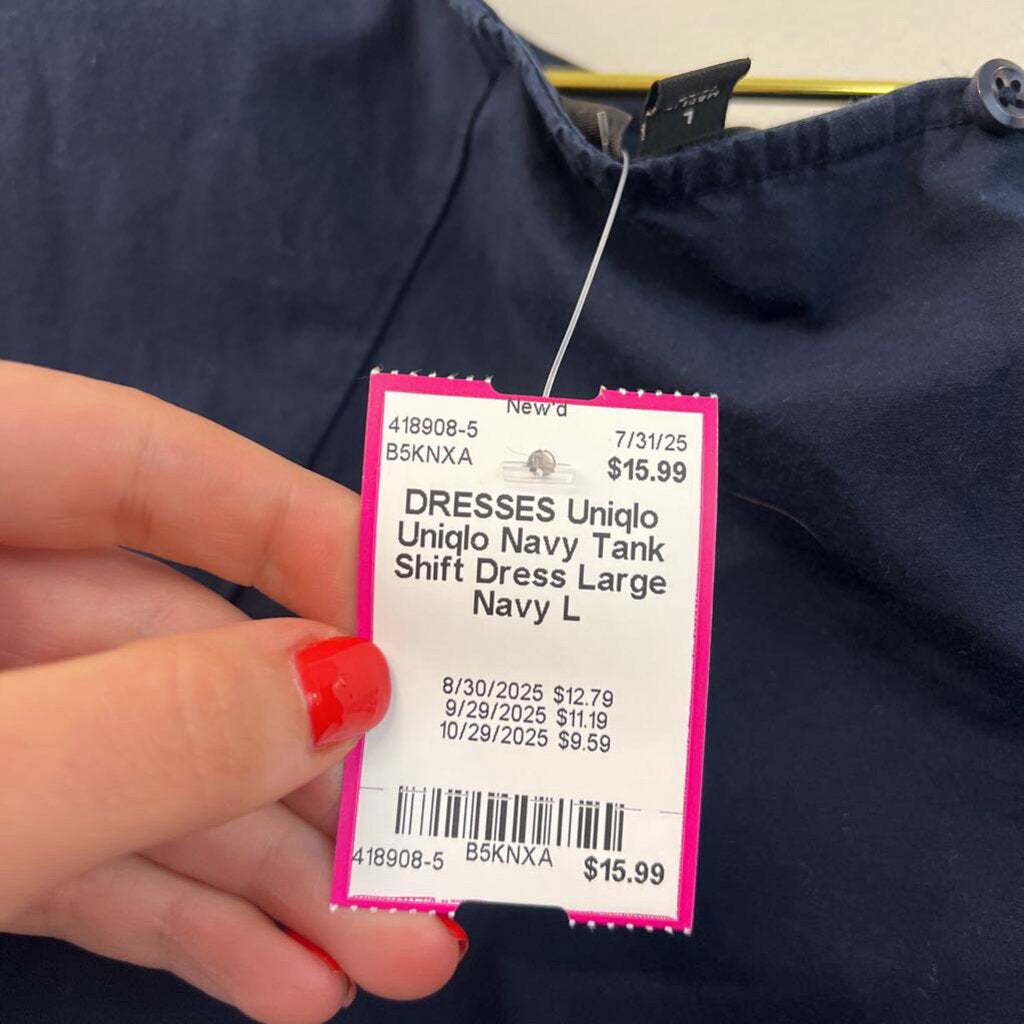 L
New'd
418908-5
7/31/25
B5KNXA
$15.99
DRESSES Uniqlo
Uniqlo Navy Tank
Shift Dress Large
Navy L
8/30/2025 $12.79
9/29/2025 $11.19
10/29/2025 $9.59
418908-5 B5KNXA $15.99